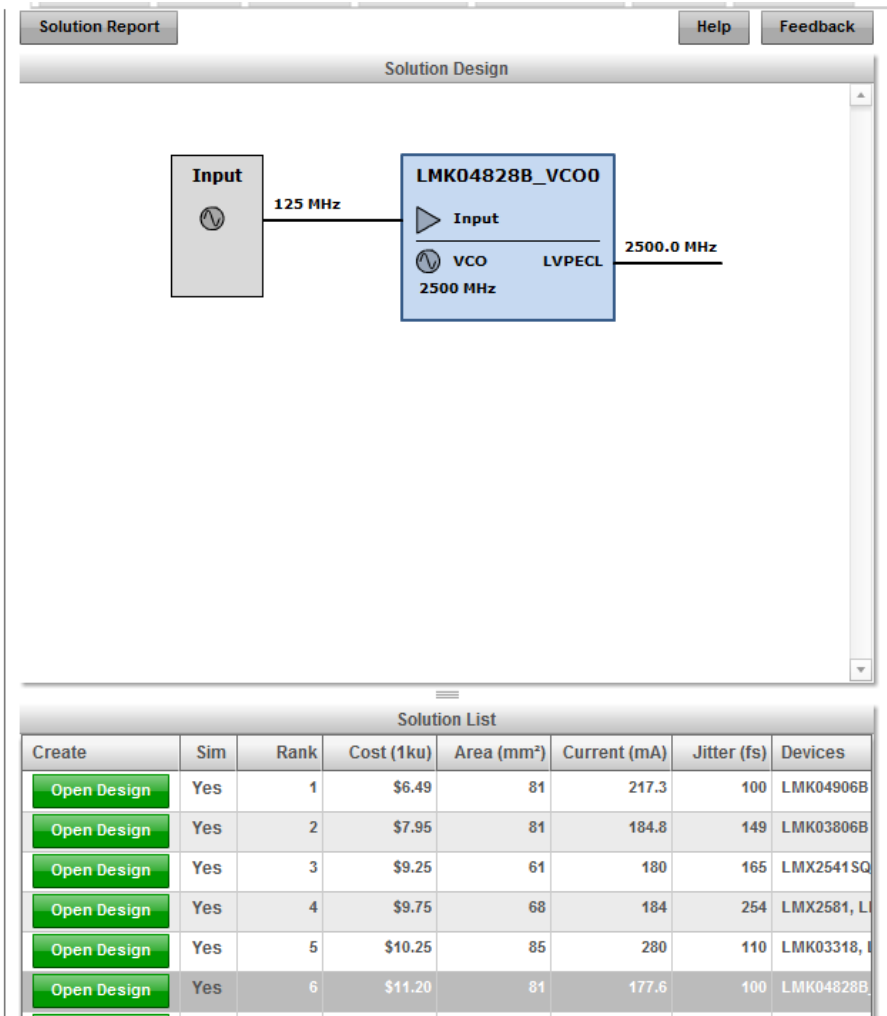 Solution Report Help Feedback
Solution Design
Input
125 MHz
LMK04828B_VCO0
Input
VCO LVPECL
2500 MHz
2500.0 MHz
Solution List
Create Sim Rank Cost (1ku) Area (mm²) Current (mA) Jitter (fs) Devices
Open Design Yes 1 $6.49 81 217.3 100 LMK04906B
Open Design Yes 2 $7.95 81 184.8 149 LMK03806B
Open Design Yes 3 $9.25 61 180 165 LMX2541SQ
Open Design Yes 4 $9.75 68 184 254 LMX2581,
Open Design Yes 5 $10.25 85 280 110 LMK03318,
Open Design Yes 6 $11.20 81 177.6 100 LMK04828B